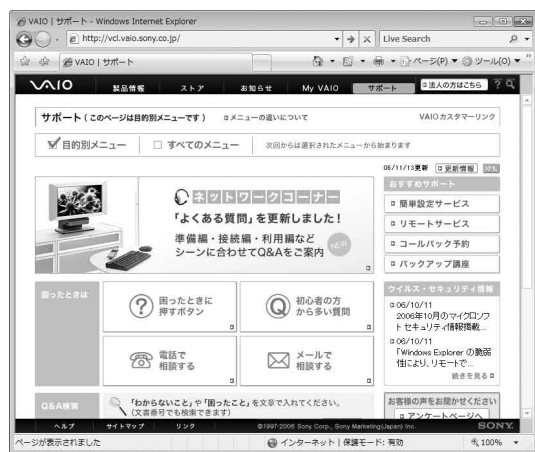 VAIO | サポート - Windows Internet Explorer
http://vcl.vaio.sony.co.jp/
Live Search
VAIO | サポート
ページ(P)
ツール(O)
VAIO
製品情報
ストア
お知らせ
My VAIO
サポート
法人の方はこちら
サポート ( このページは目的別メニューです )
メニューの違いについて
VAIOカスタマーリンク
目的別メニュー
すべてのメニュー
次回からは選択されたメニューから始まります
06/11/13更新
更新情報
ネットワークコーナー
「よくある質問」を更新しました!
準備編・接続編・利用編など
シーンに合わせてQ&Aをご案内
NEW
おすすめサポート
簡単設定サービス
リモートサービス
コールバック予約
バックアップ講座
困ったときは
困ったときに
押すボタン
初心者の方
から多い質問
電話で
相談する
メールで
相談する
ウイルス・セキュリティ情報
06/10/11
2006年10月のマイクロソフ
トセキュリティ情報掲載...
06/10/11
「Windows Explorer の脆弱
性により、リモートで...
続きを見る
Q&A検索
「わからないこと」や「困ったこと」を文章で入れてください。
(文書番号でも検索できます)
お客様の声をお聞かせください
アンケートページへ
ヘルプ
サイトマップ
リンク
©1997-2006 Sony Corp., Sony Marketing(Japan) Inc.
SONY
ページが表示されました
インターネット | 保護モード: 有効
100%